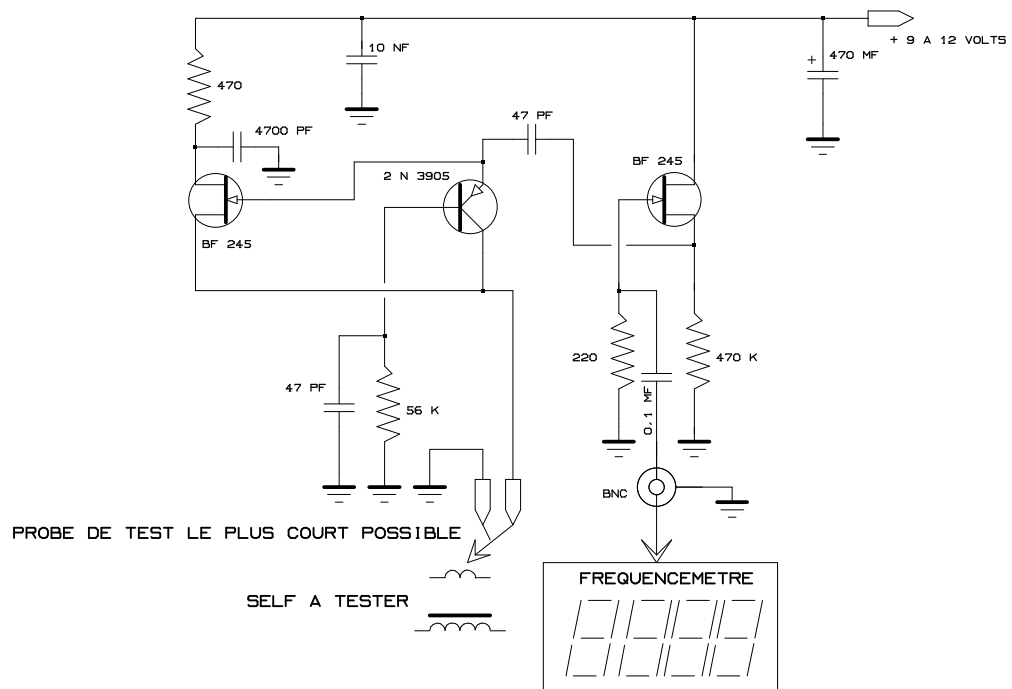 10 NF
+ 9 A 12 VOLTS
+
470 MF
470
4700 PF
47 PF
2 N 3905
BF 245
BF 245
220
470 K
47 PF
56 K
0,1 MF
BNC
PROBE DE TEST LE PLUS COURT POSSIBLE
SELF A TESTER
FREQUENCEMETRE